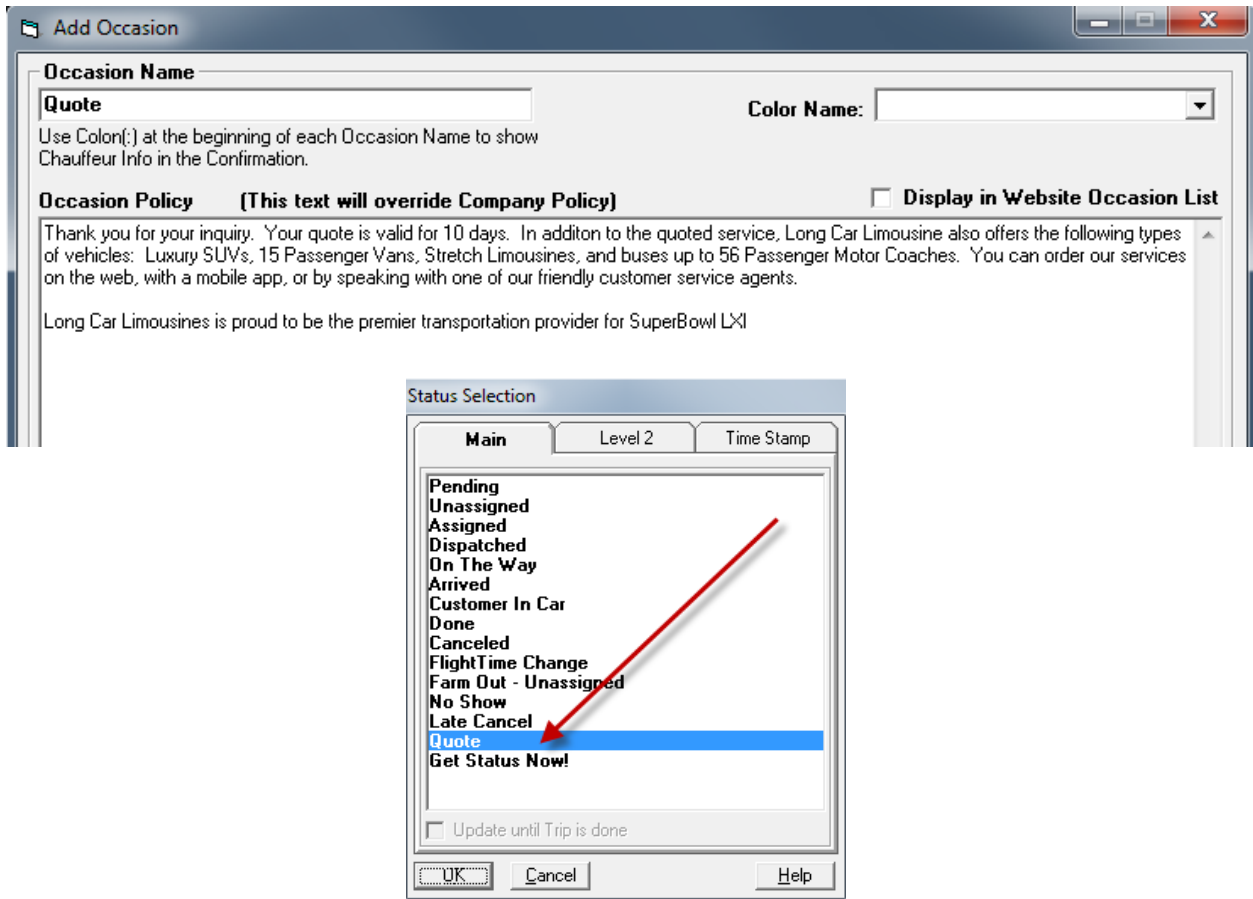 Add Occasion
Occasion Name
Quote
Color Name:
Use Colon(:) at the beginning of each Occasion Name to show
Chauffeur Info in the Confirmation.
Occasion Policy (This text will override Company Policy)
Display in Website Occasion List
Thank you for your inquiry. Your quote is valid for 10 days. In additon to the quoted service, Long Car Limousine also offers the following types
of vehicles: Luxury SUVs, 15 Passenger Vans, Stretch Limousines, and buses up to 56 Passenger Motor Coaches. You can order our services
on the web, with a mobile app, or by speaking with one of our friendly customer service agents.
Long Car Limousines is proud to be the premier transportation provider for SuperBowl LXI
Status Selection
Main
Level 2
Time Stamp
Pending
Unassigned
Assigned
Dispatched
On The Way
Arrived
Customer In Car
Done
Canceled
FlightTime Change
Farm Out - Unassigned
No Show
Late Cancel
Quote
Get Status Now!
Update until Trip is done
OK
Cancel
Help